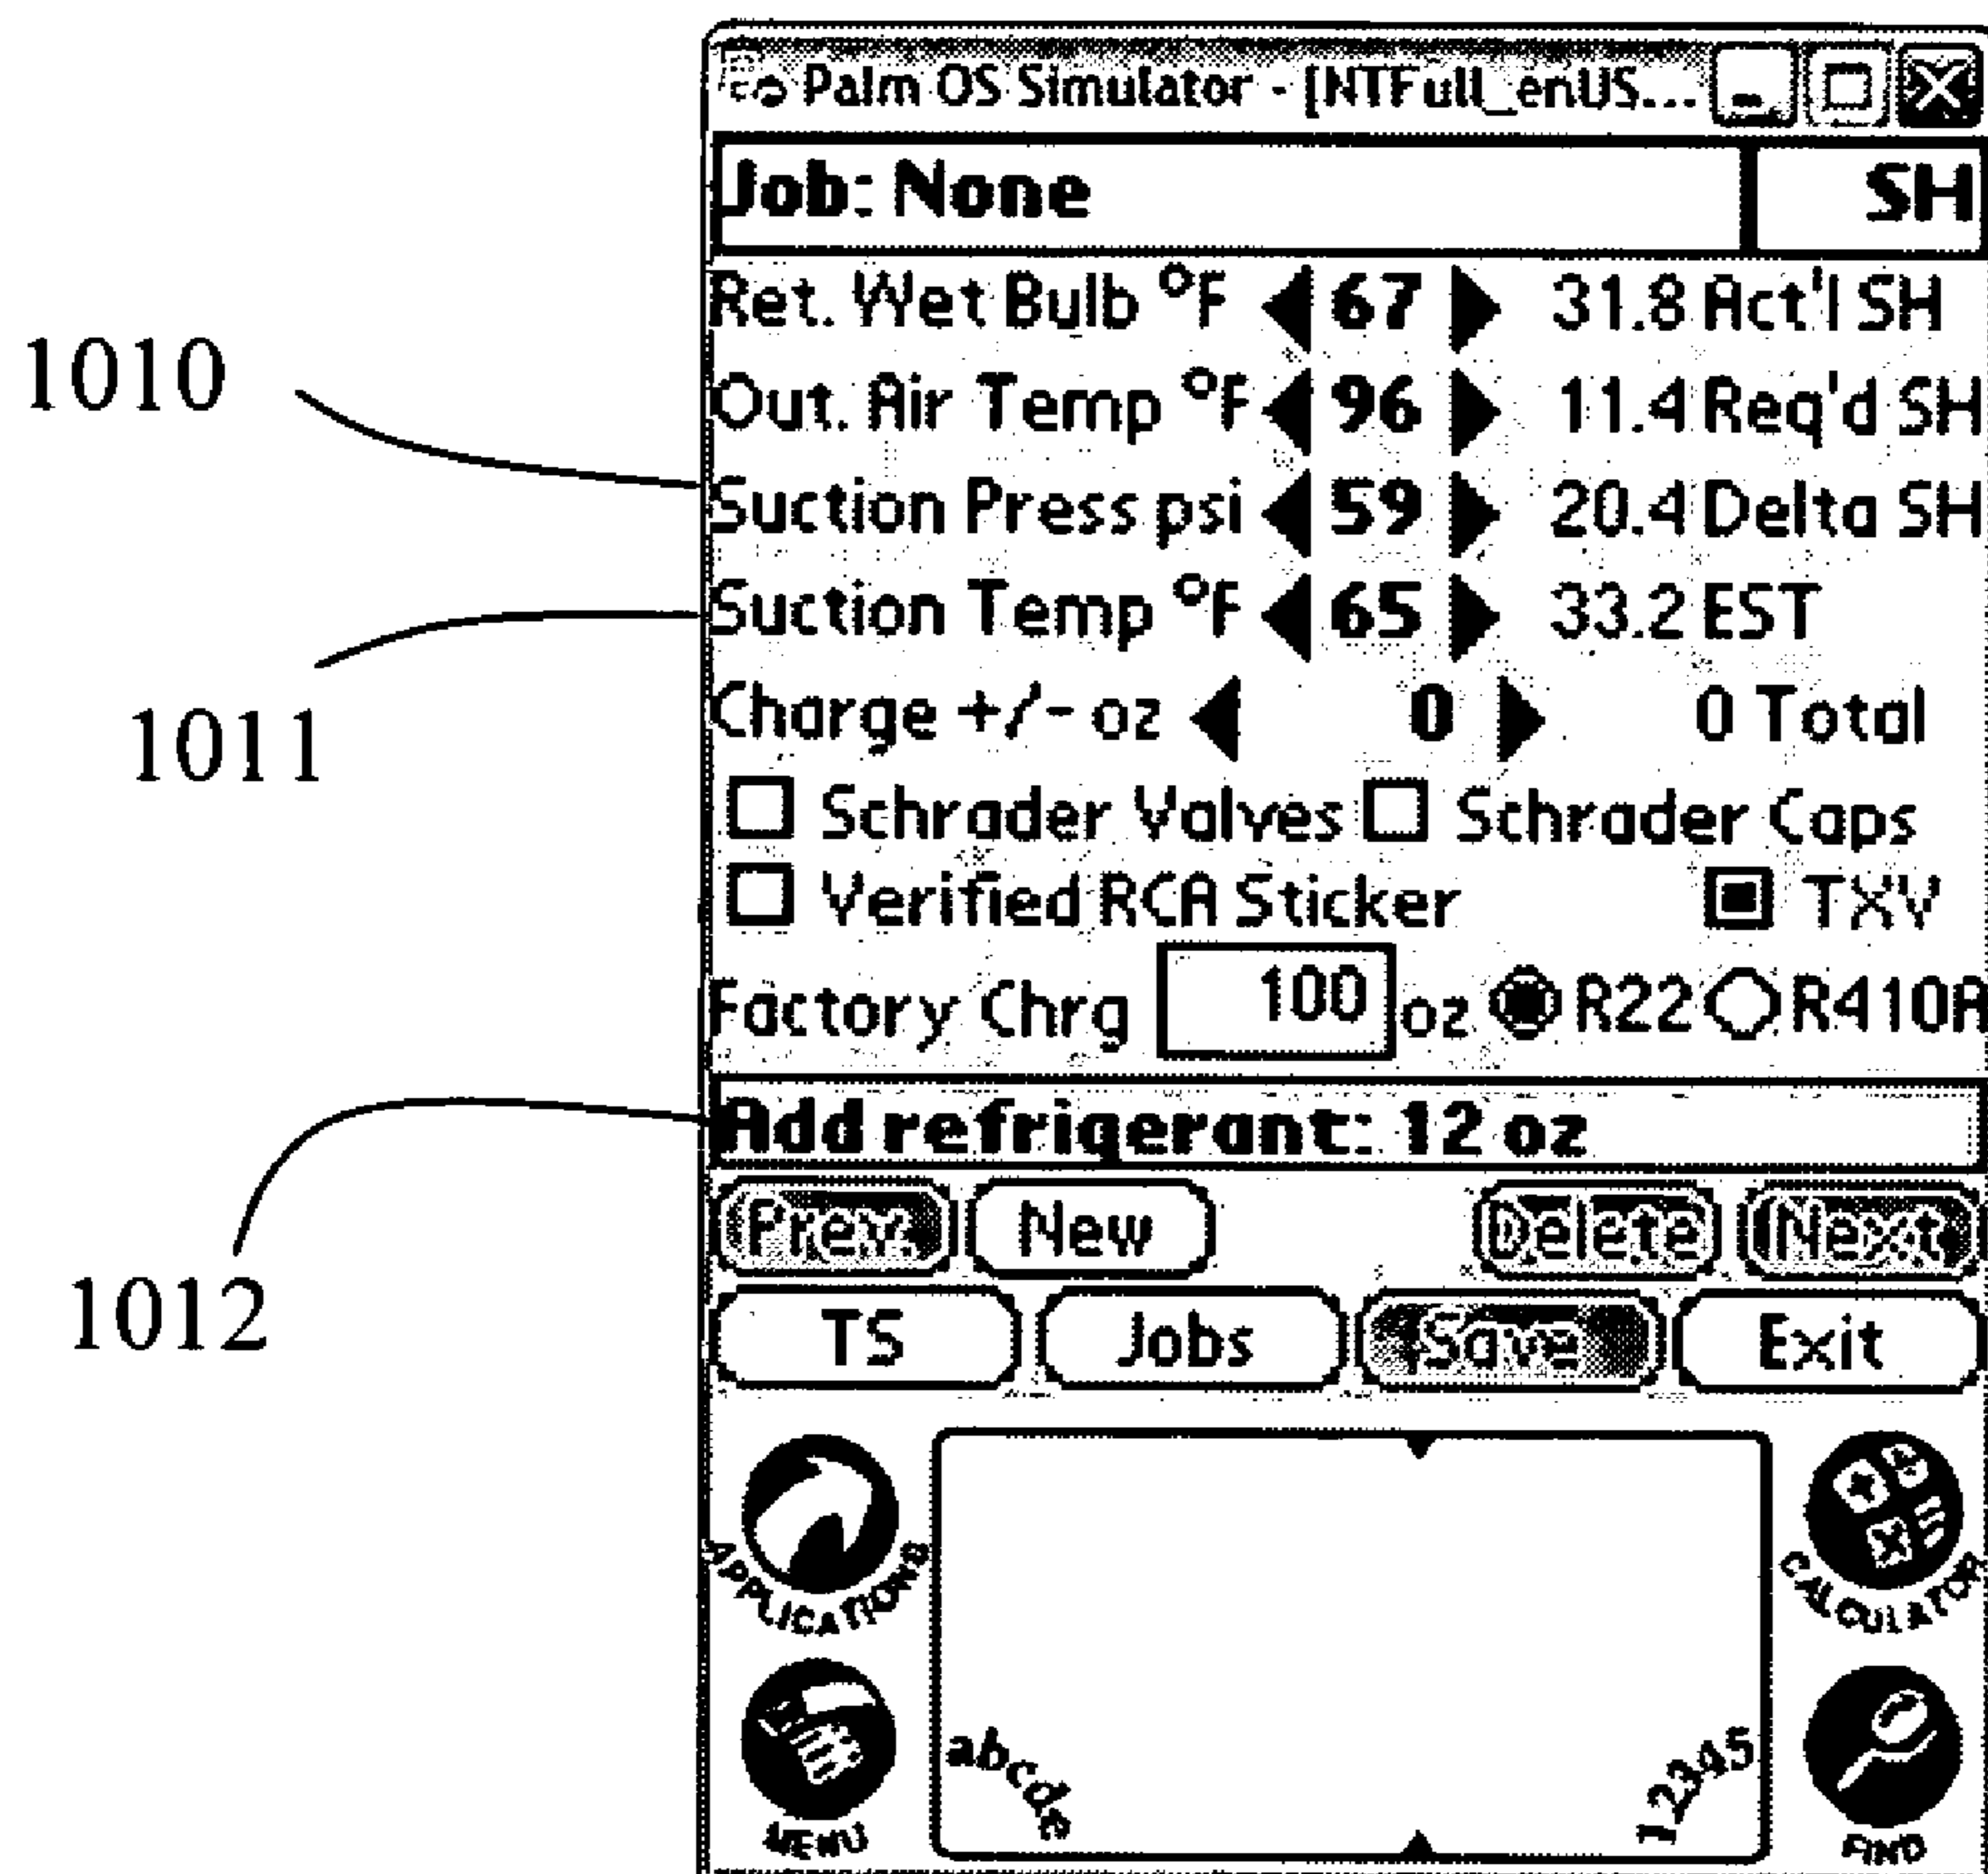 Palm OS Simulator - [NTFull_enUS...
Job: None SH
Ret. Wet Bulb °F 67 31.8 Act'l SH
1010
Out. Air Temp °F 96 11.4 Req'd SH
Suction Press psi 59 20.4 Delta SH
Suction Temp °F 65 33.2 EST
1011
Charge +/- oz 0 0 Total
Schrader Valves Schrader Caps
Verified RCA Sticker TXV
Factory Chrg 100 oz R22 R410A
Add refrigerant: 12 oz
Prev. New Delete Next
1012
TS Jobs Save Exit
APPLICATIONS CALCULATOR
abcde 12345
MENU FIND